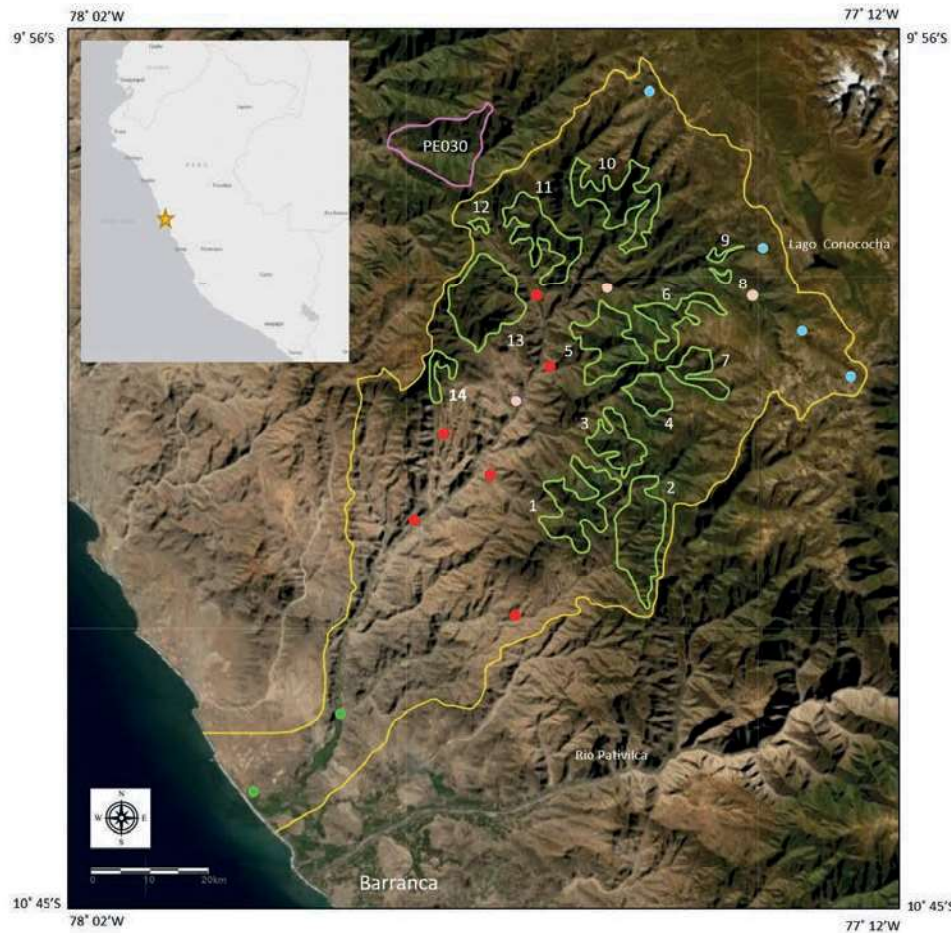 78° 02'W
77° 12'W
9° 56'S
9° 56'S
PERU
PE030
10
11
12
9
Lago Conococha
8
6
13
5
7
14
4
3
2
1
Rio Pativilca
N
W E
S
0 10 20km
Barranca
10° 45'S
10° 45'S
78° 02'W
77° 12'W